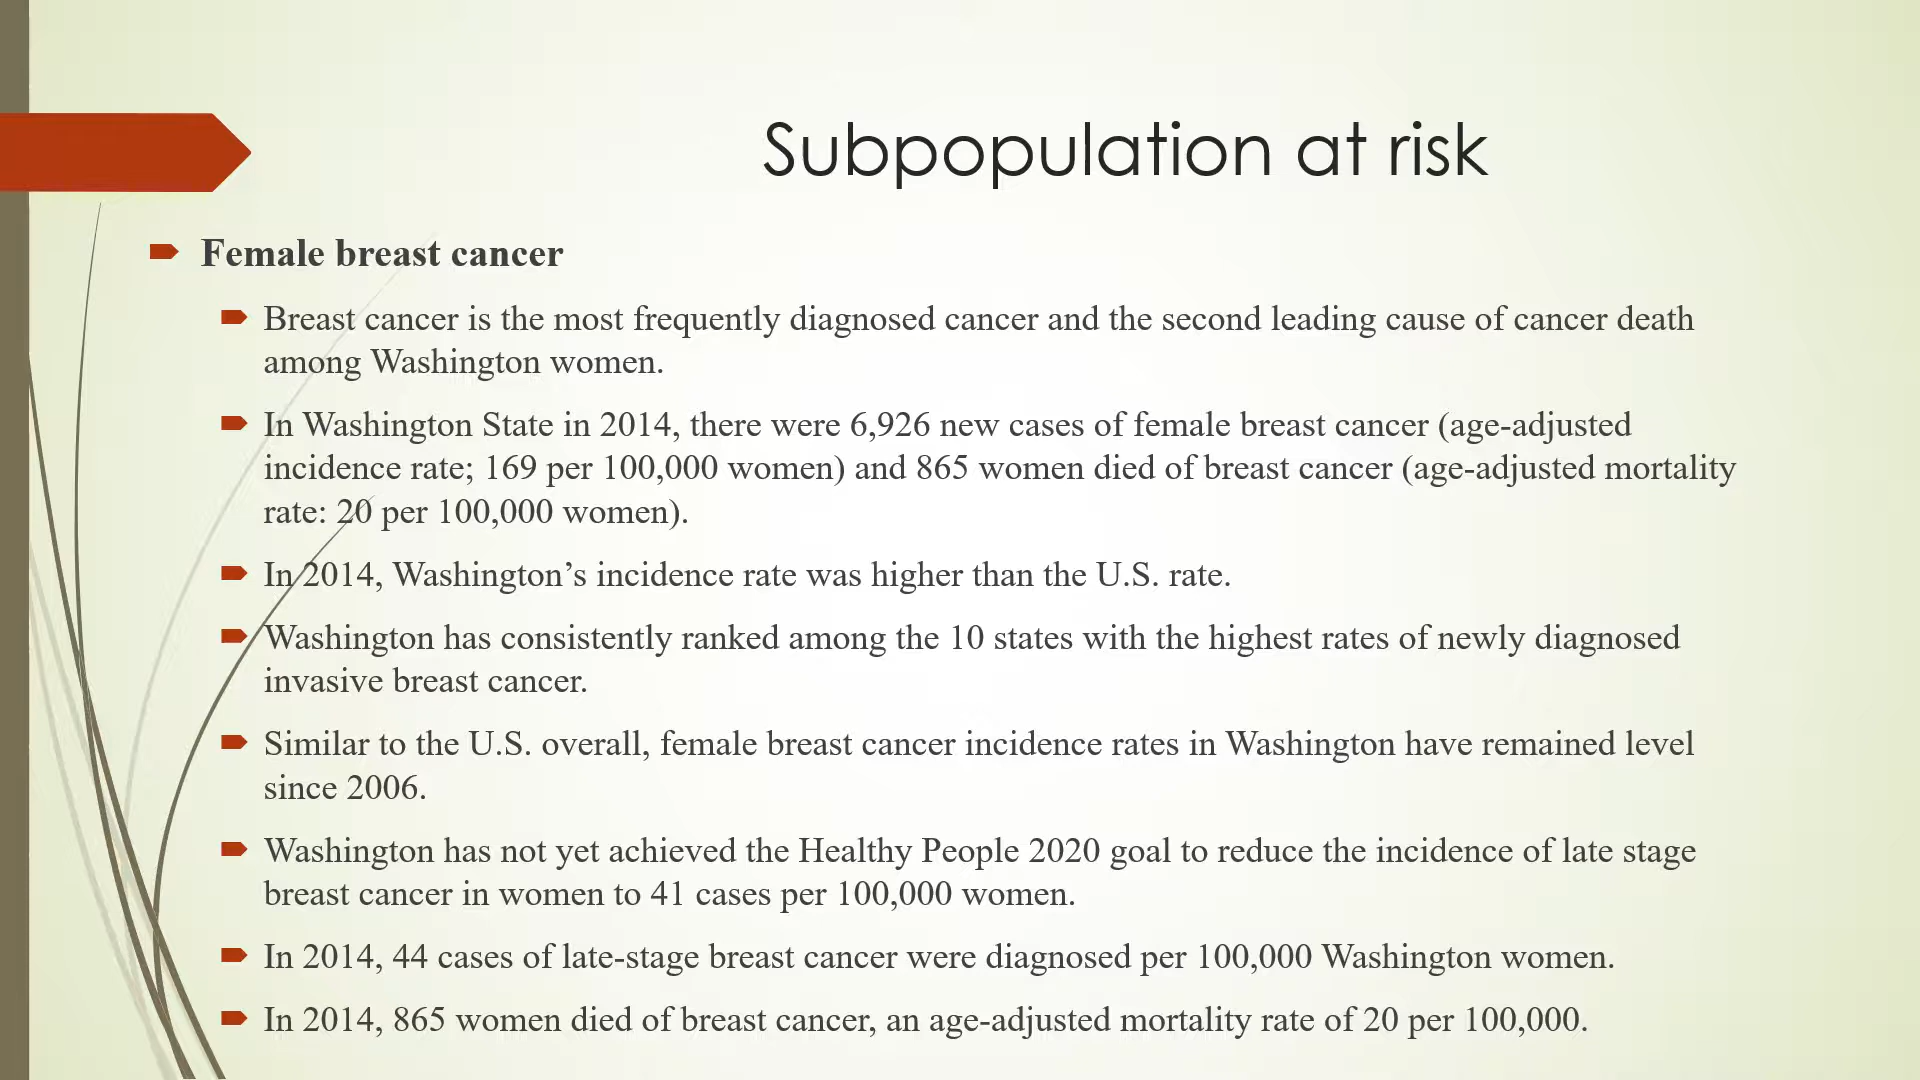 Subpopulation at risk
Female breast cancer
Breast cancer is the most frequently diagnosed cancer and the second leading cause of cancer death
among Washington women.
In Washington State in 2014, there were 6,926 new cases of female breast cancer (age-adjusted
incidence rate; 169 per 100,000 women) and 865 women died of breast cancer (age-adjusted mortality
rate: 20 per 100,000 women).
In 2014, Washington’s incidence rate was higher than the U.S. rate.
Washington has consistently ranked among the 10 states with the highest rates of newly diagnosed
invasive breast cancer.
Similar to the U.S. overall, female breast cancer incidence rates in Washington have remained level
since 2006.
Washington has not yet achieved the Healthy People 2020 goal to reduce the incidence of late stage
breast cancer in women to 41 cases per 100,000 women.
In 2014, 44 cases of late-stage breast cancer were diagnosed per 100,000 Washington women.
In 2014, 865 women died of breast cancer, an age-adjusted mortality rate of 20 per 100,000.